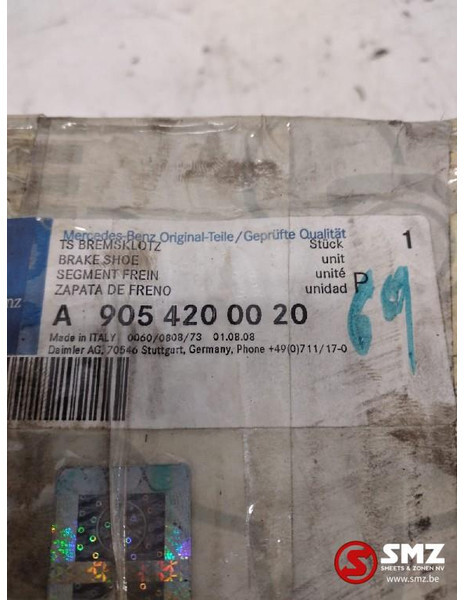 Mercedes-Benz Original-Teile/Geprüfte Qualität
TS BREMSKLOTZ Stück 1
BRAKE SHOE unit
SEGMENT FREIN unité
ZAPATA DE FRENO unidad P
69
A 905 420 00 20
Made in ITALY 0060/0808/73 01.08.08
Daimler AG, 70546 Stuttgart, Germany, Phone +49(0)711/17-0
nz
SMZ
SHEETS & ZONEN NV
www.smz.be